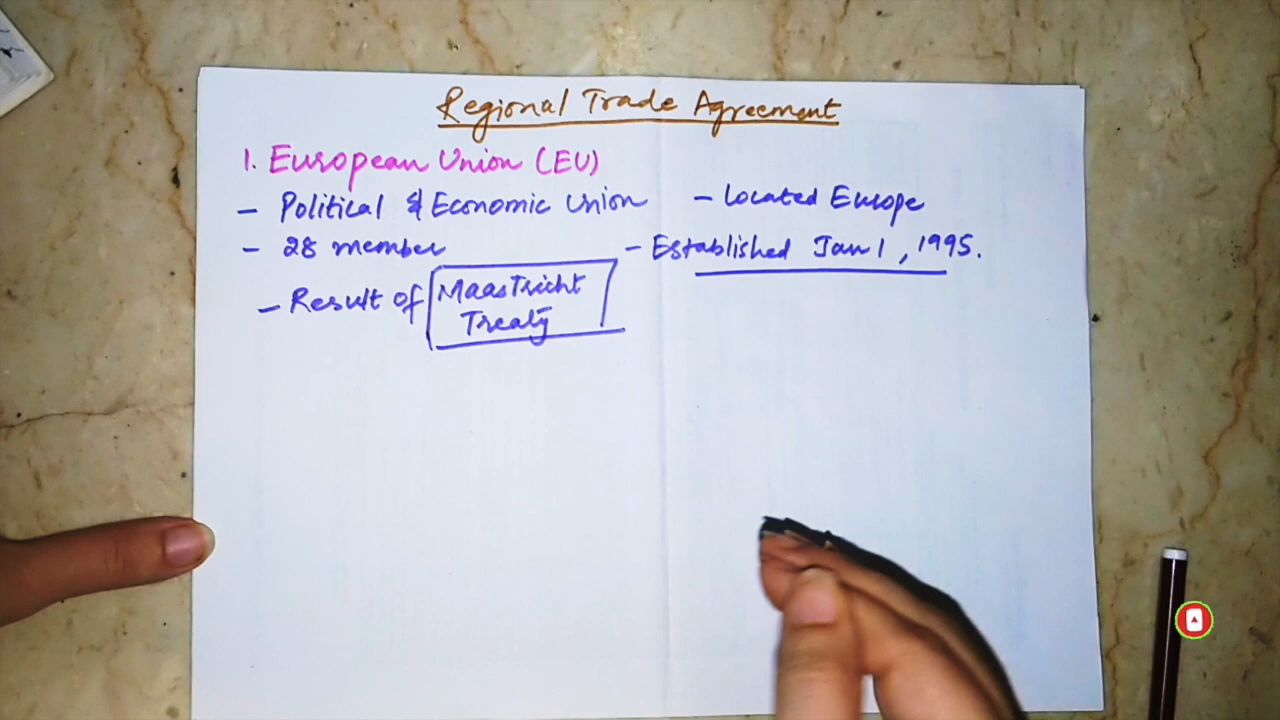 Regional Trade Agreement
1. European Union (EU)
- Political & Economic Union - Located Europe
- 28 member - Established Jan 1, 1995.
- Result of Maastricht
Treaty